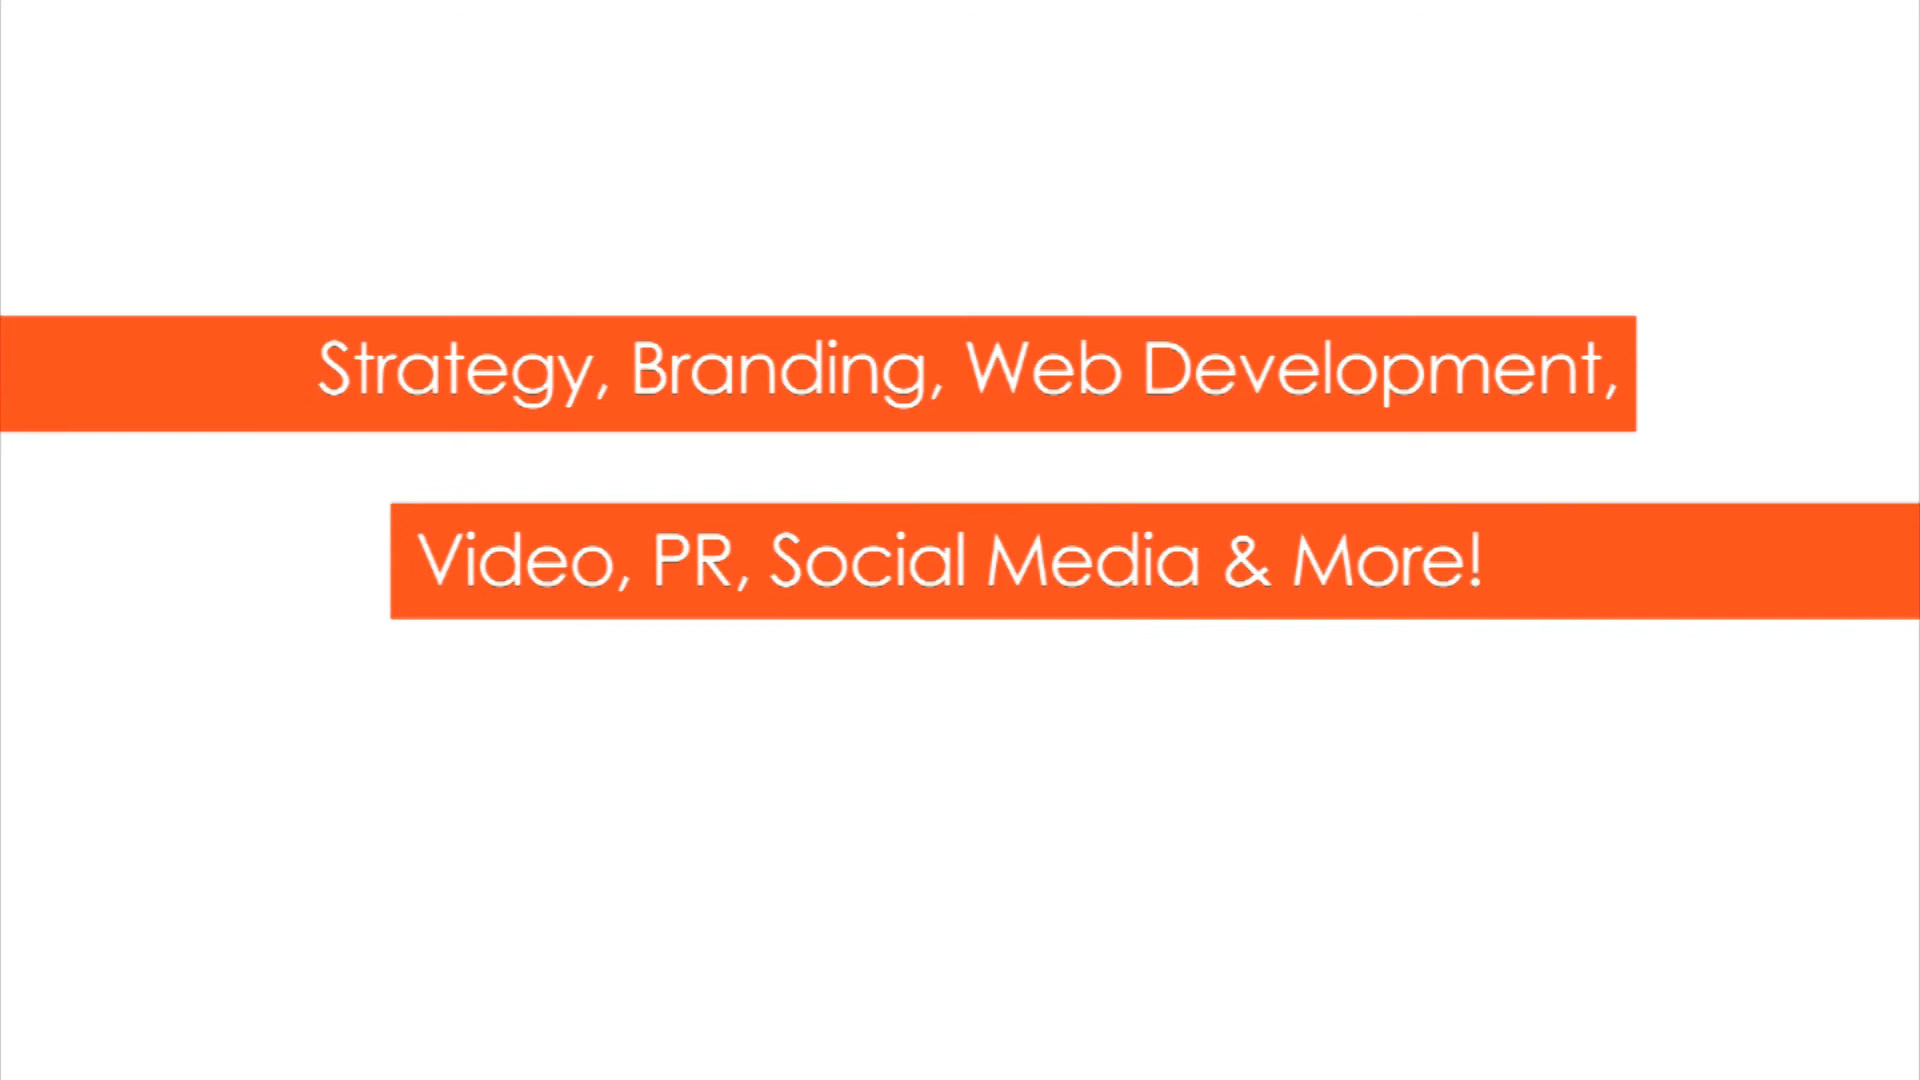 Strategy, Branding, Web Development,
Video, PR, Social Media & More!